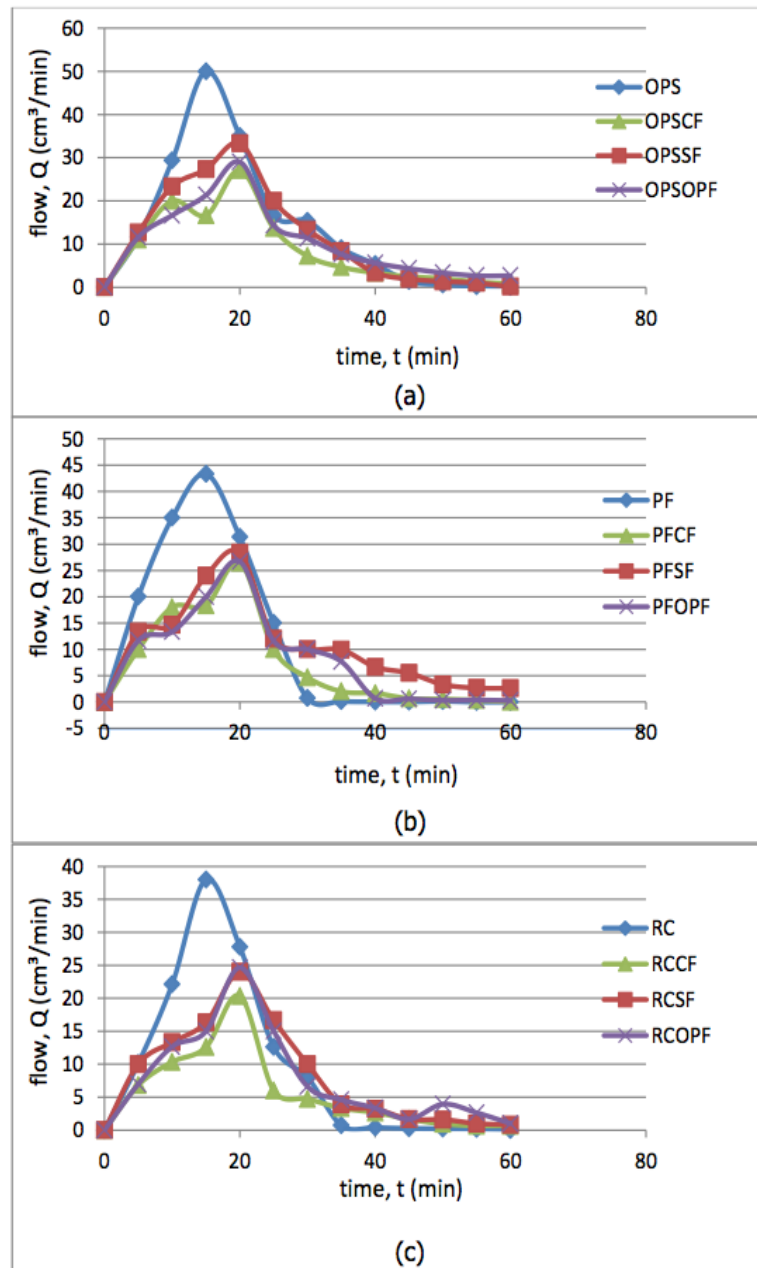 60
50
40
30
20
10
0
flow, Q (cm³/min)
0 20 40 60 80
time, t (min)
OPS
OPSCF
OPSSF
OPSOPF
(a)
50
45
40
35
30
25
20
15
10
5
0
-5
flow, Q (cm³/min)
0 20 40 60 80
time, t (min)
PF
PFCF
PFSF
PFOPF
(b)
40
35
30
25
20
15
10
5
0
flow, Q (cm³/min)
0 20 40 60 80
time, t (min)
RC
RCCF
RCSF
RCOPF
(c)